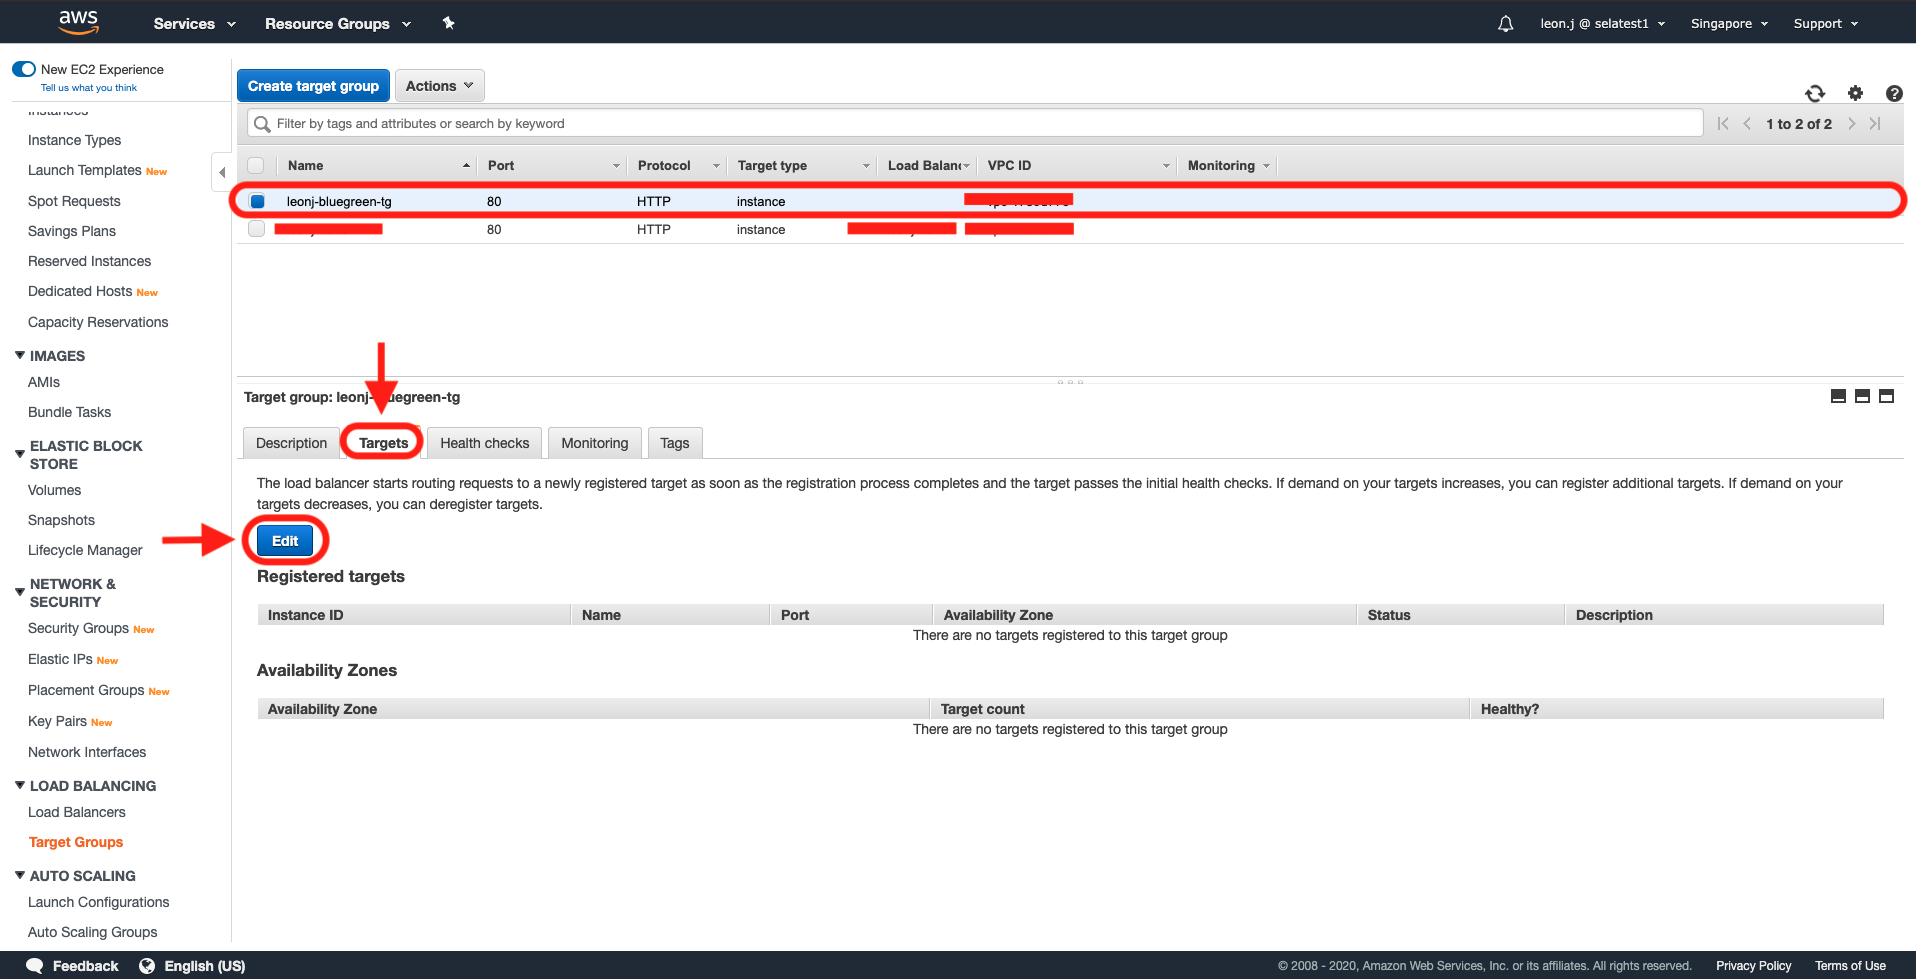 aws Services Resource Groups leon.j @ selatest1 Singapore Support
New EC2 Experience
Tell us what you think
Instances
Instance Types
Launch Templates New
Spot Requests
Savings Plans
Reserved Instances
Dedicated Hosts New
Capacity Reservations
IMAGES
AMIs
Bundle Tasks
ELASTIC BLOCK
STORE
Volumes
Snapshots
Lifecycle Manager
NETWORK &
SECURITY
Security Groups New
Elastic IPs New
Placement Groups New
Key Pairs New
Network Interfaces
LOAD BALANCING
Load Balancers
Target Groups
AUTO SCALING
Launch Configurations
Auto Scaling Groups
Create target group Actions
Filter by tags and attributes or search by keyword 1 to 2 of 2
Name Port Protocol Target type Load Balanc VPC ID Monitoring
leonj-bluegreen-tg 80 HTTP instance
80 HTTP instance
Target group: leonj-bluegreen-tg
Description Targets Health checks Monitoring Tags
The load balancer starts routing requests to a newly registered target as soon as the registration process completes and the target passes the initial health checks. If demand on your targets increases, you can register additional targets. If demand on your
targets decreases, you can deregister targets.
Edit
Registered targets
Instance ID Name Port Availability Zone Status Description
There are no targets registered to this target group
Availability Zones
Availability Zone Target count Healthy?
There are no targets registered to this target group
Feedback English (US) © 2008 - 2020, Amazon Web Services, Inc. or its affiliates. All rights reserved. Privacy Policy Terms of Use